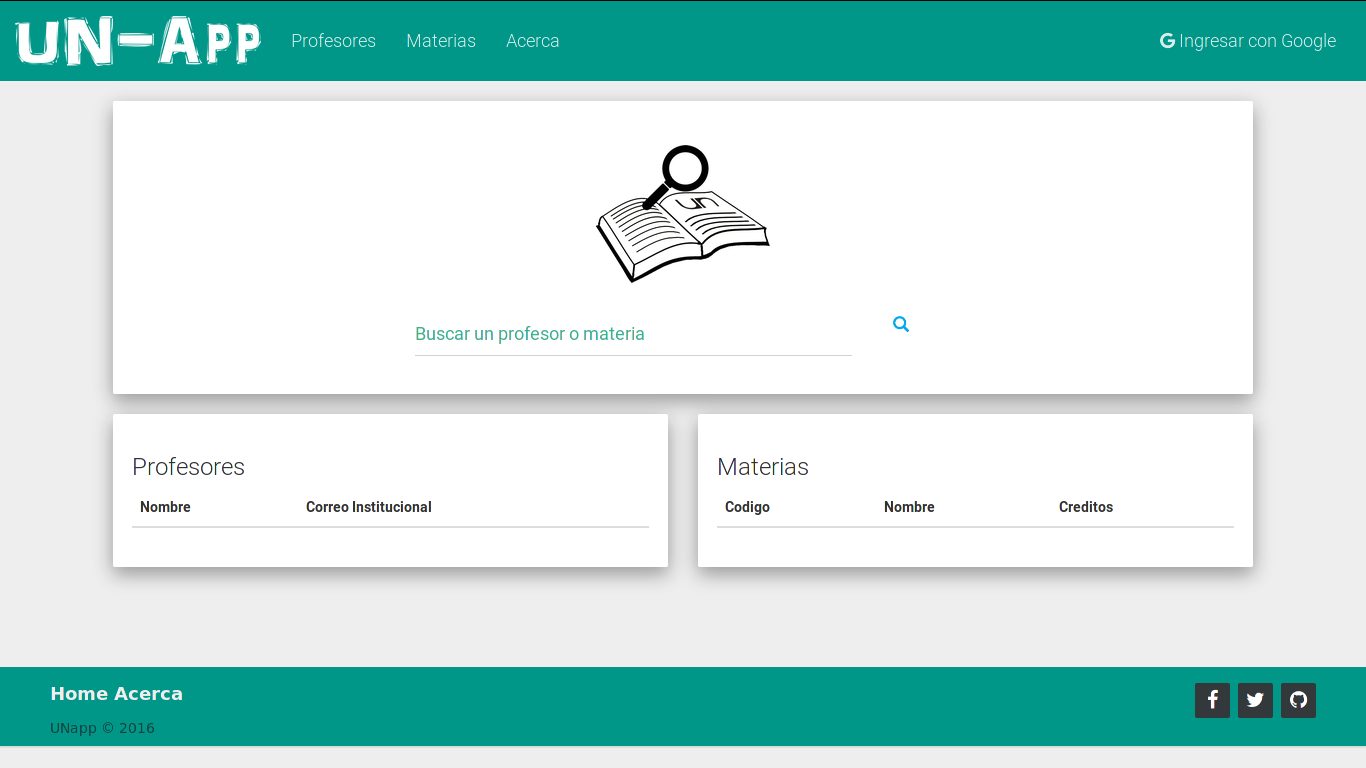 UN-App
Profesores Materias Acerca
Ingresar con Google
un
Buscar un profesor o materia
Profesores
Nombre Correo Institucional
Materias
Codigo Nombre Creditos
Home Acerca
UNapp © 2016